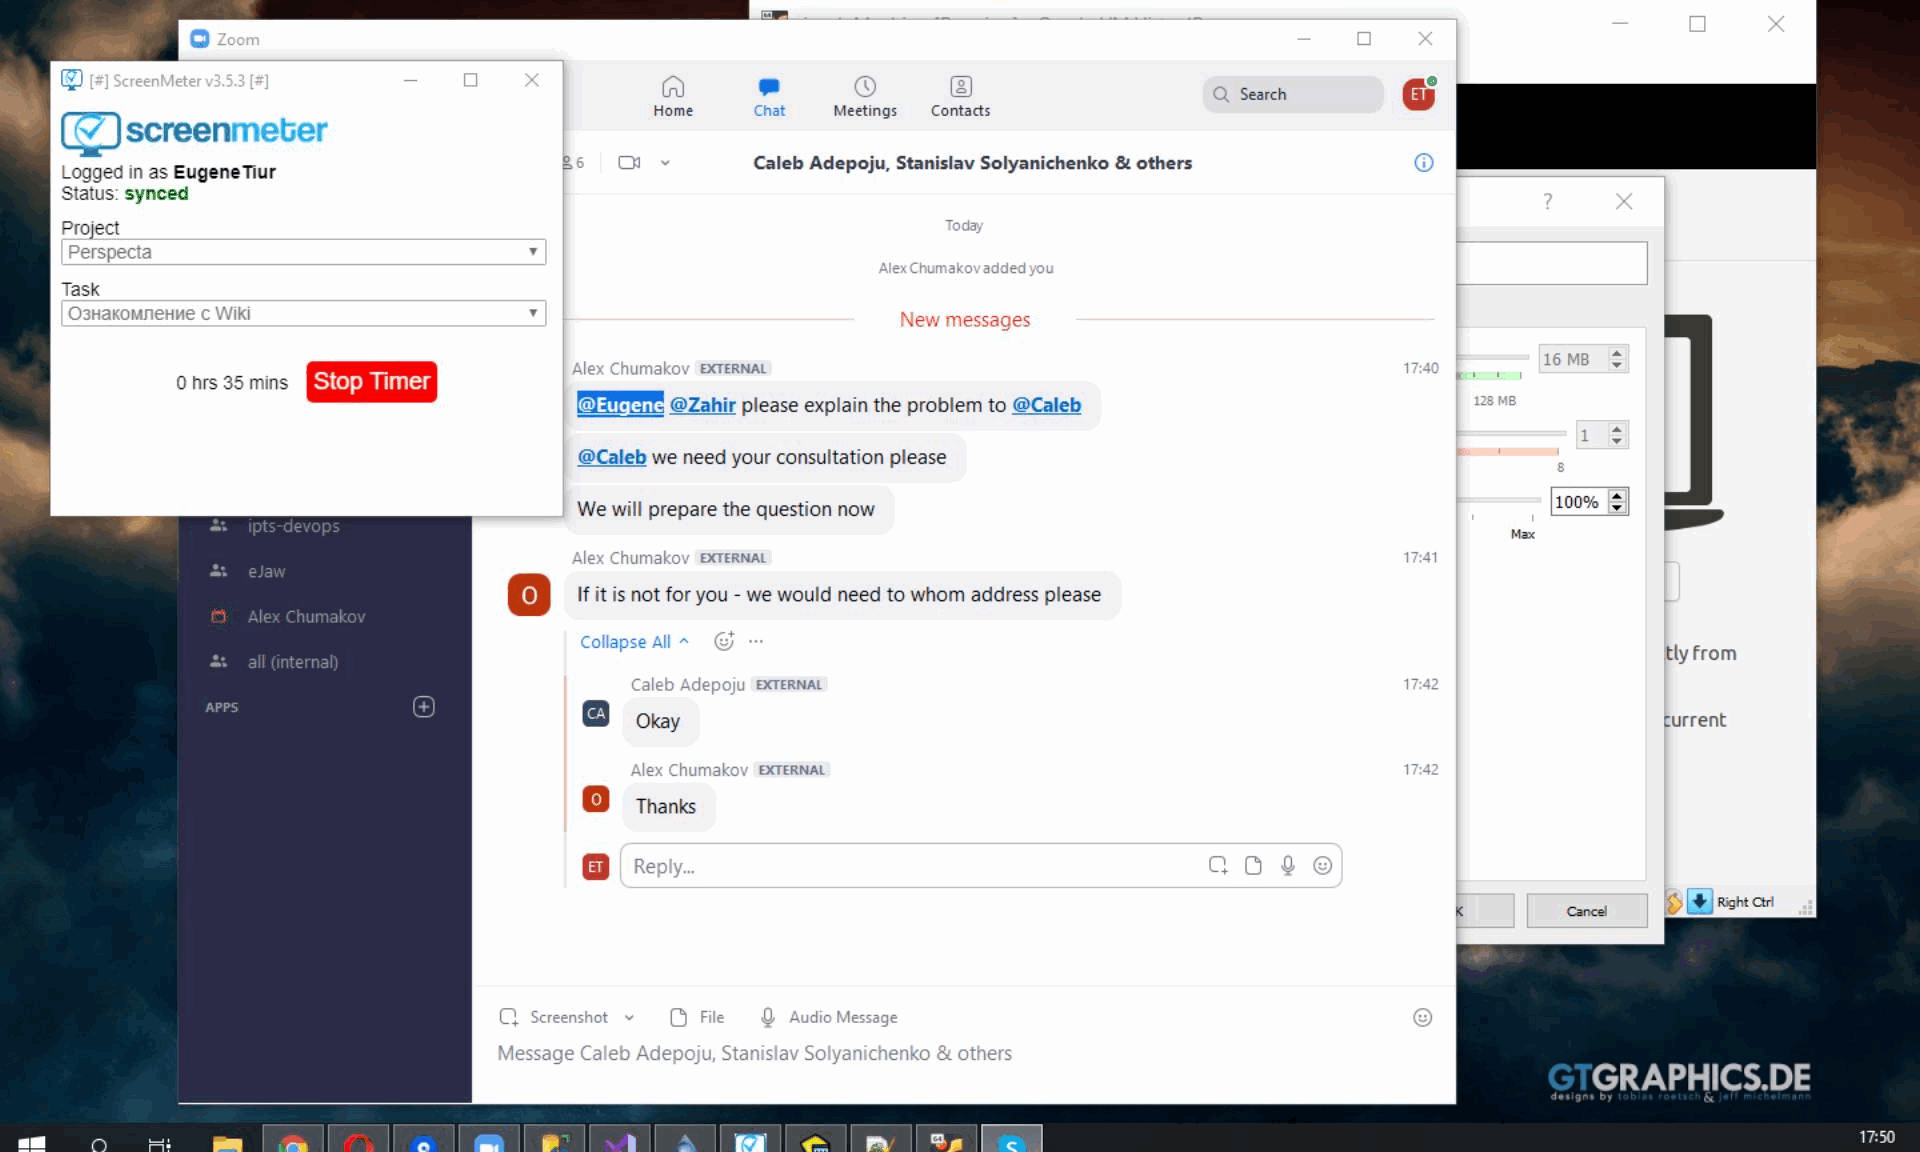 Zoom
[#] ScreenMeter v3.5.3 [#]
screenmeter
Logged in as EugeneTiur
Status: synced
Project
Perspecta
Task
Ознакомление с Wiki
0 hrs 35 mins
Stop Timer
Home
Chat
Meetings
Contacts
Search
ET
6
Caleb Adepoju, Stanislav Solyanichenko & others
Today
Alex Chumakov added you
New messages
Alex Chumakov EXTERNAL
17:40
@Eugene @Zahir please explain the problem to @Caleb
@Caleb we need your consultation please
We will prepare the question now
Alex Chumakov EXTERNAL
17:41
O
If it is not for you - we would need to whom address please
Collapse All
Caleb Adepoju EXTERNAL
17:42
CA
Okay
Alex Chumakov EXTERNAL
17:42
O
Thanks
ET
Reply...
Screenshot
File
Audio Message
Message Caleb Adepoju, Stanislav Solyanichenko & others
ipts-devops
eJaw
Alex Chumakov
all (internal)
APPS
?
16 MB
128 MB
1
8
100%
Max
tly from
current
K
Cancel
Right Ctrl
GTGRAPHICS.DE
designs by tobias roetsch & jeff michelmann
64
64
S
17:50